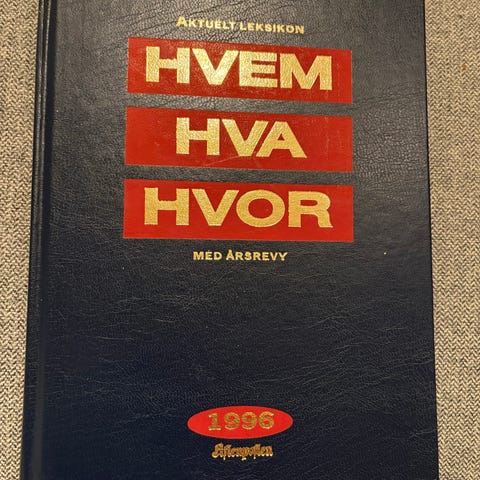 AKTUELT LEKSIKON
HVEM
HVA
HVOR
MED ÅRSREVY
1996
Aftenposten